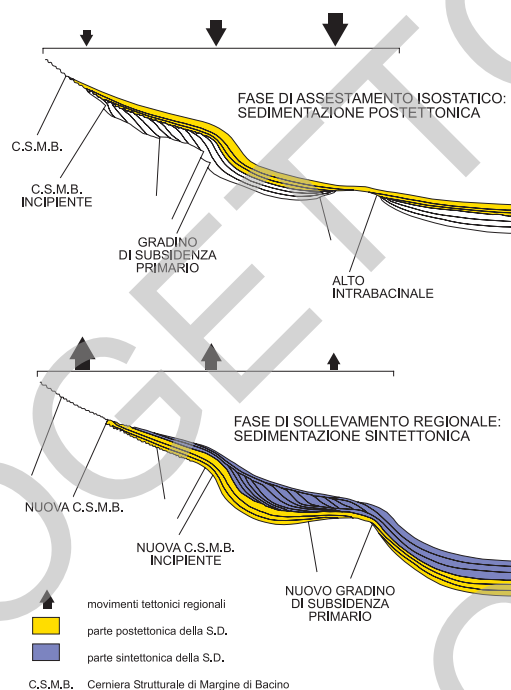 FASE DI ASSESTAMENTO ISOSTATICO:
SEDIMENTAZIONE POSTETTONICA
C.S.M.B.
C.S.M.B.
INCIPIENTE
GRADINO
DI SUBSIDENZA
PRIMARIO
ALTO
INTRABACINALE
FASE DI SOLLEVAMENTO REGIONALE:
SEDIMENTAZIONE SINTETTONICA
NUOVA C.S.M.B.
NUOVA C.S.M.B.
INCIPIENTE
NUOVO GRADINO
DI SUBSIDENZA
PRIMARIO
movimenti tettonici regionali
parte postettonica della S.D.
parte sintettonica della S.D.
C.S.M.B. Cerniera Strutturale di Margine di Bacino